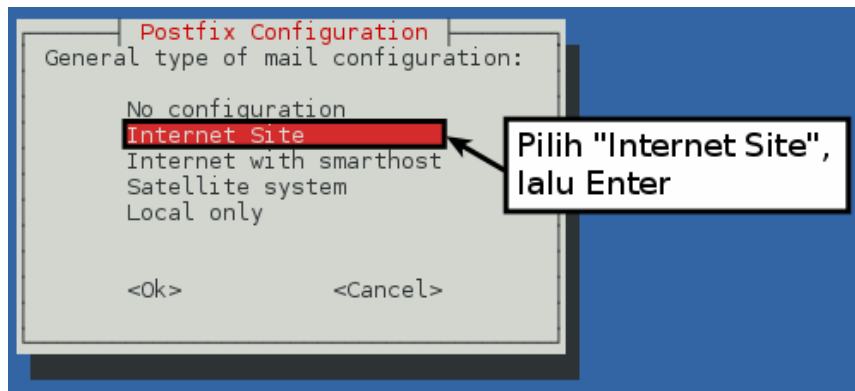 Postfix Configuration
General type of mail configuration:
No configuration
Internet Site
Internet with smarthost
Satellite system
Local only
<Ok> <Cancel>
Pilih "Internet Site",
lalu Enter